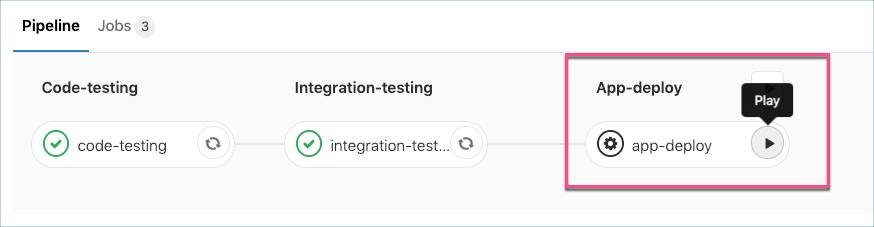 Pipeline Jobs 3
Code-testing Integration-testing App-deploy
Play
code-testing integration-test... app-deploy